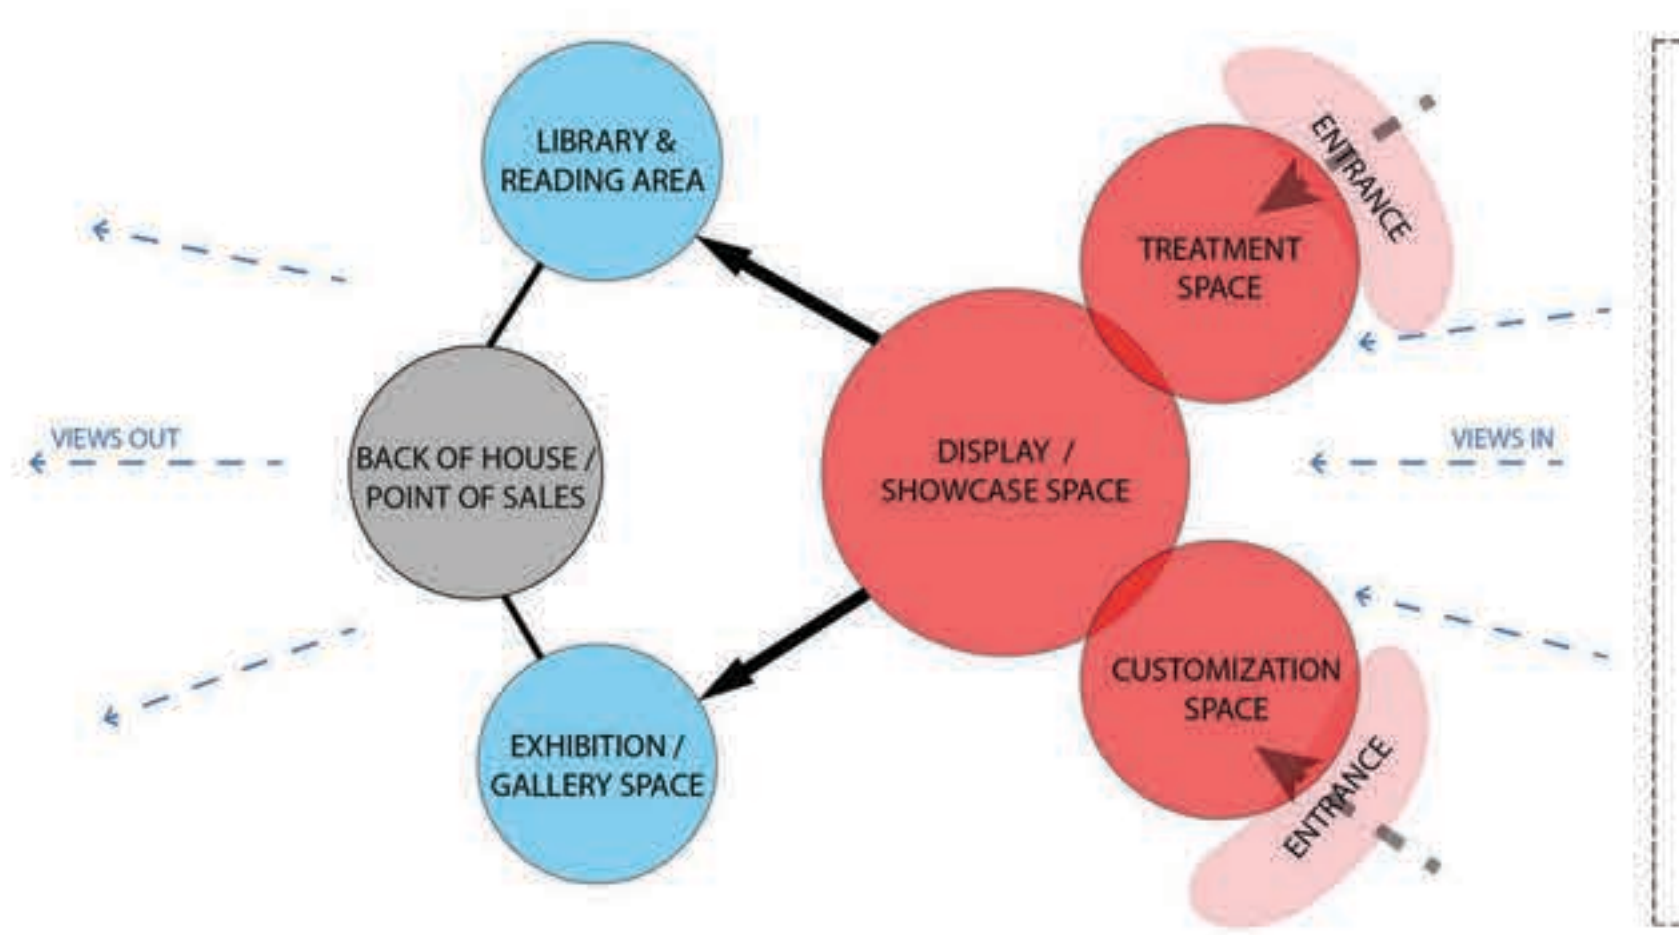 LIBRARY &
READING AREA
ENTRANCE
TREATMENT
SPACE
VIEWS OUT
BACK OF HOUSE /
POINT OF SALES
DISPLAY /
SHOWCASE SPACE
VIEWS IN
CUSTOMIZATION
SPACE
EXHIBITION /
GALLERY SPACE
ENTRANCE